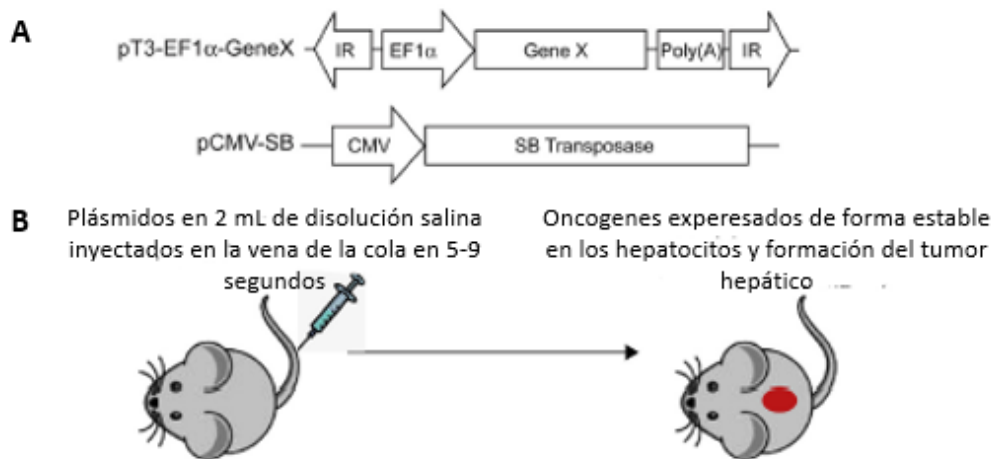 A
pT3-EF1α-GeneX
IR
EF1α
Gene X
Poly(A)
IR
pCMV-SB
CMV
SB Transposase
B
Plásmidos en 2 mL de disolución salina
inyectados en la vena de la cola en 5-9
segundos
Oncogenes experesados de forma estable
en los hepatocitos y formación del tumor
hepático